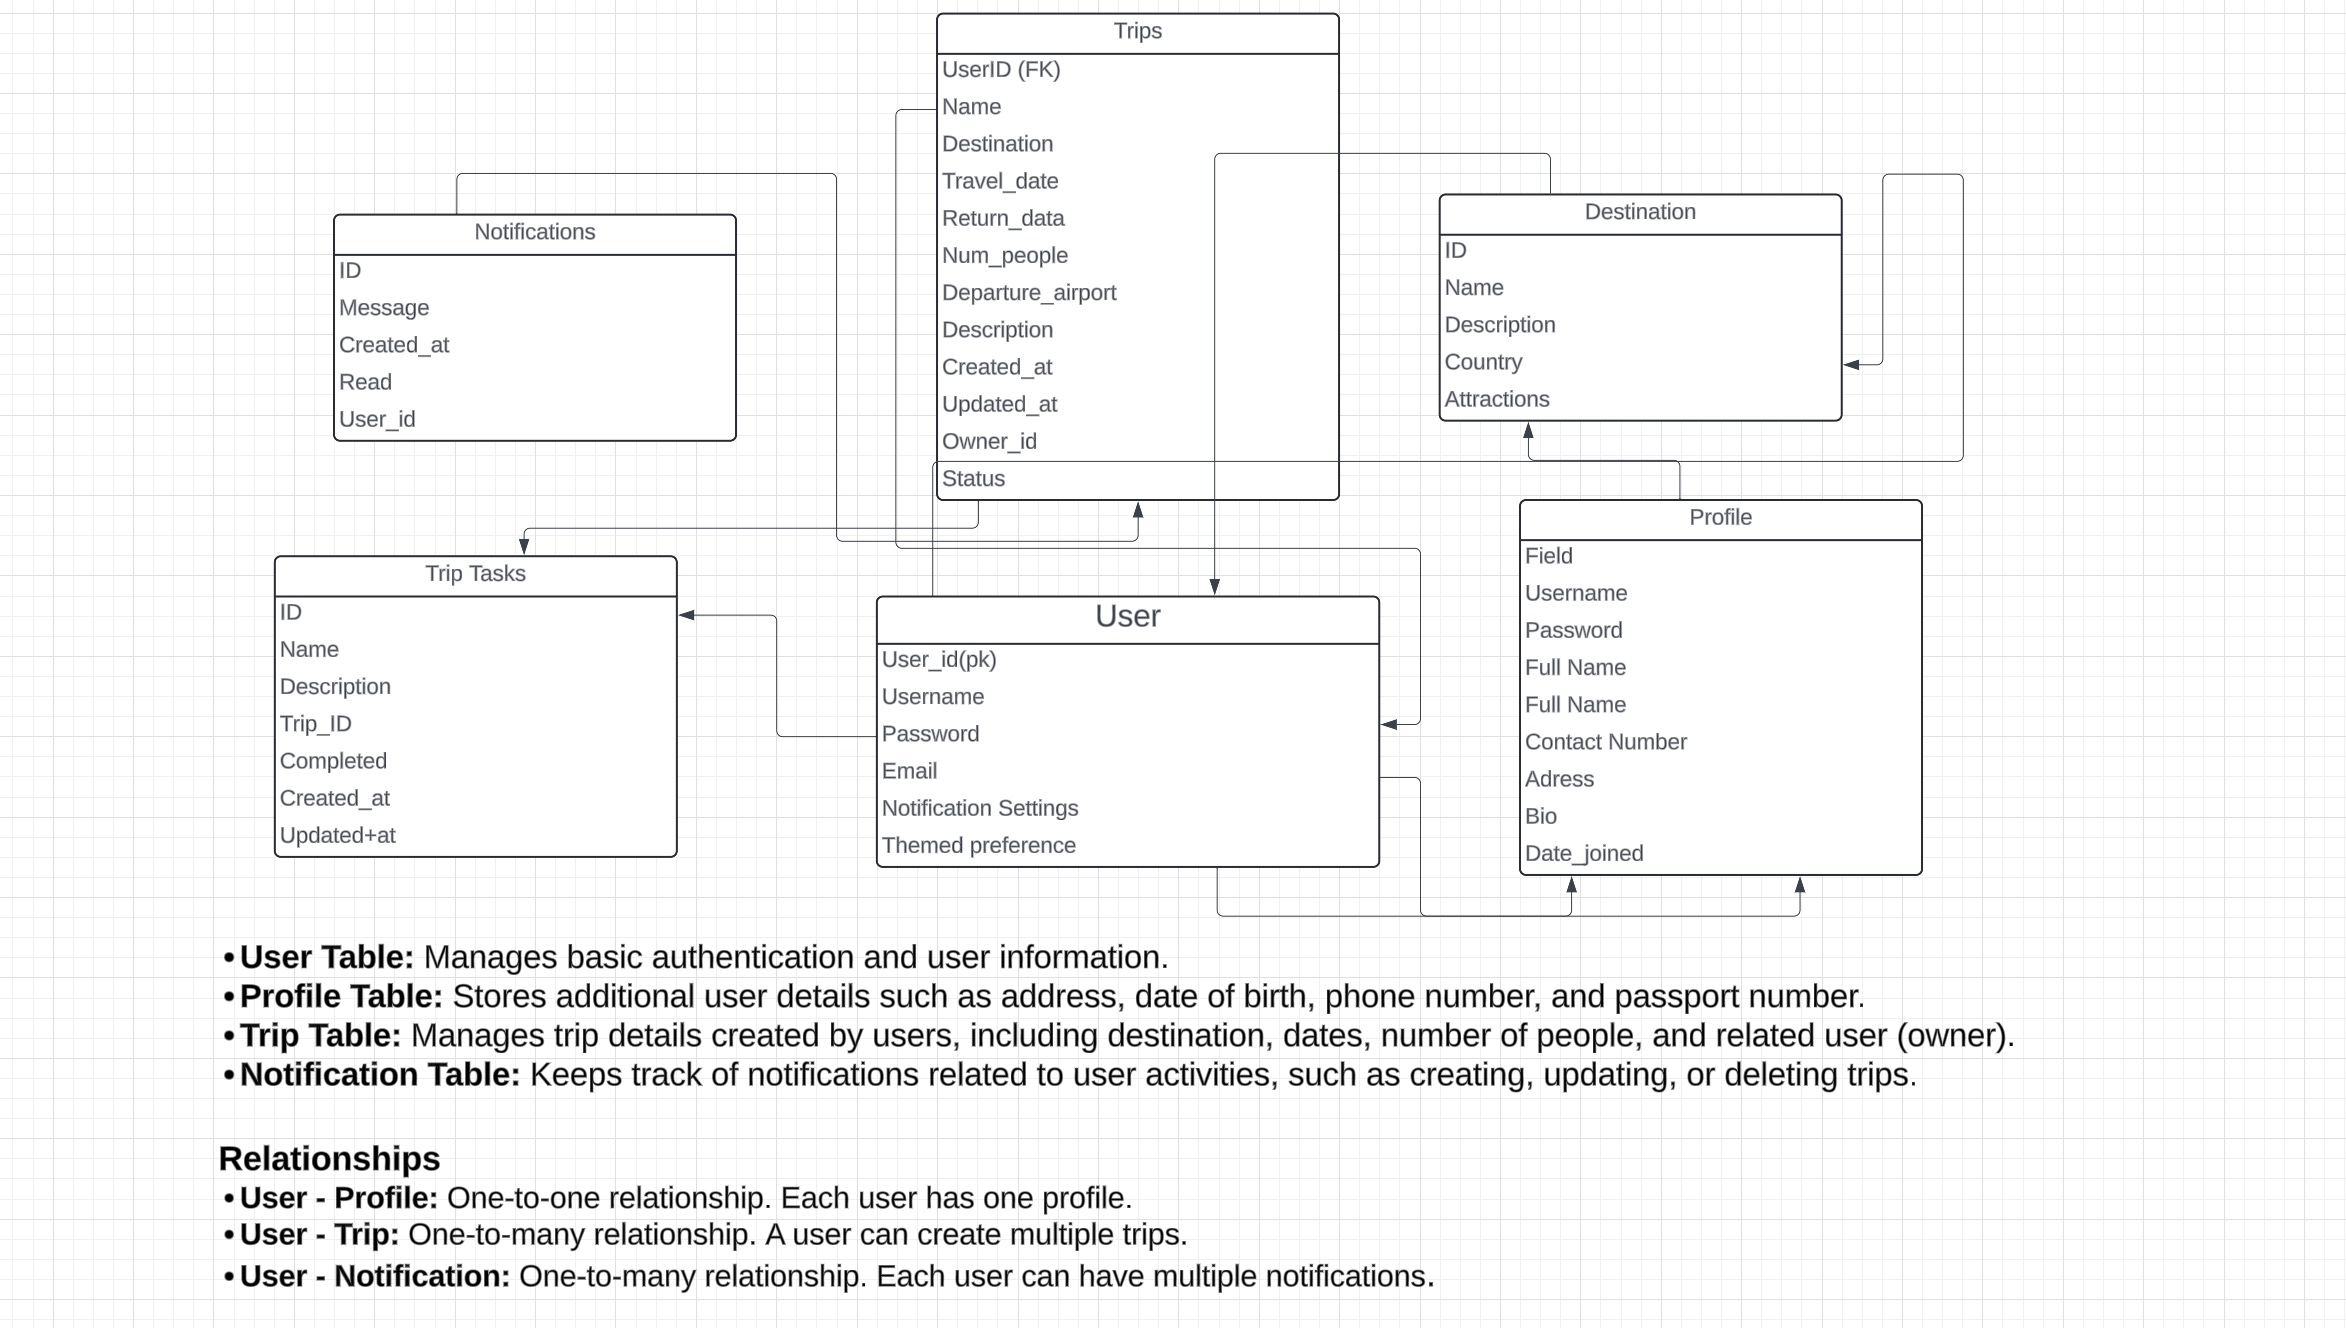 Trips
UserID (FK)
Name
Destination
Travel_date
Return_data
Num_people
Departure_airport
Description
Created_at
Updated_at
Owner_id
Status
Notifications
ID
Message
Created_at
Read
User_id
Destination
ID
Name
Description
Country
Attractions
Trip Tasks
ID
Name
Description
Trip_ID
Completed
Created_at
Updated+at
User
User_id(pk)
Username
Password
Email
Notification Settings
Themed preference
Profile
Field
Username
Password
Full Name
Full Name
Contact Number
Adress
Bio
Date_joined
• User Table: Manages basic authentication and user information.
• Profile Table: Stores additional user details such as address, date of birth, phone number, and passport number.
• Trip Table: Manages trip details created by users, including destination, dates, number of people, and related user (owner).
• Notification Table: Keeps track of notifications related to user activities, such as creating, updating, or deleting trips.
Relationships
• User - Profile: One-to-one relationship. Each user has one profile.
• User - Trip: One-to-many relationship. A user can create multiple trips.
• User - Notification: One-to-many relationship. Each user can have multiple notifications.